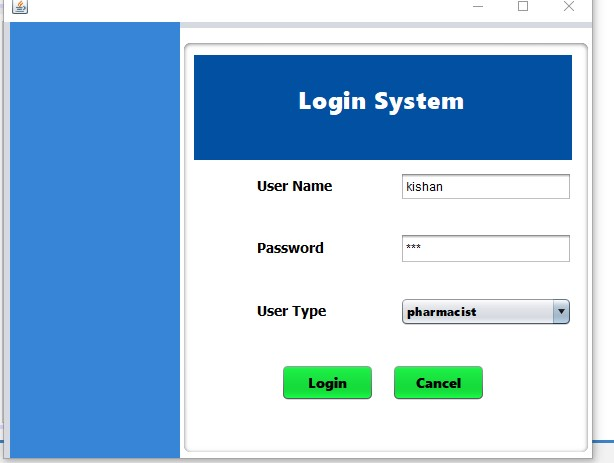 Login System
User Name kishan
Password ***
User Type pharmacist
Login Cancel